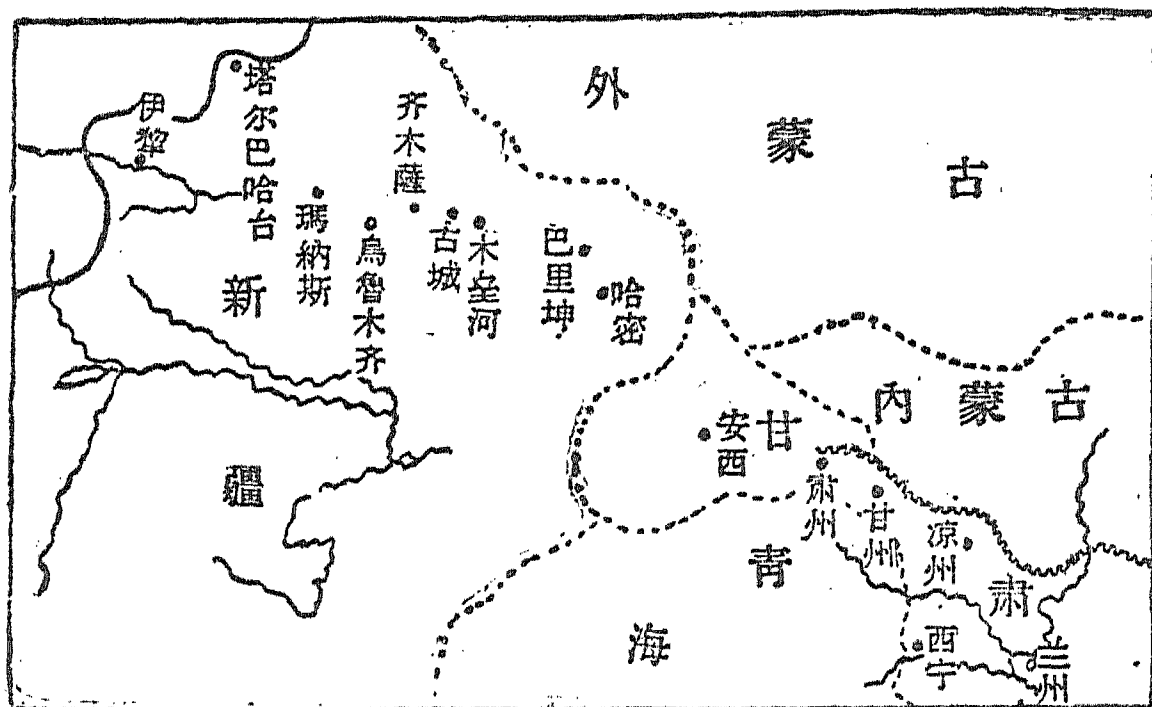 外蒙古
塔尔巴哈台
伊犂
齐木薩
瑪納斯
烏魯木齐
古城
木垒河
巴里坤
哈密
新疆
内蒙古
安西
甘肃
肃州
甘州
凉州
青海
西宁
兰州